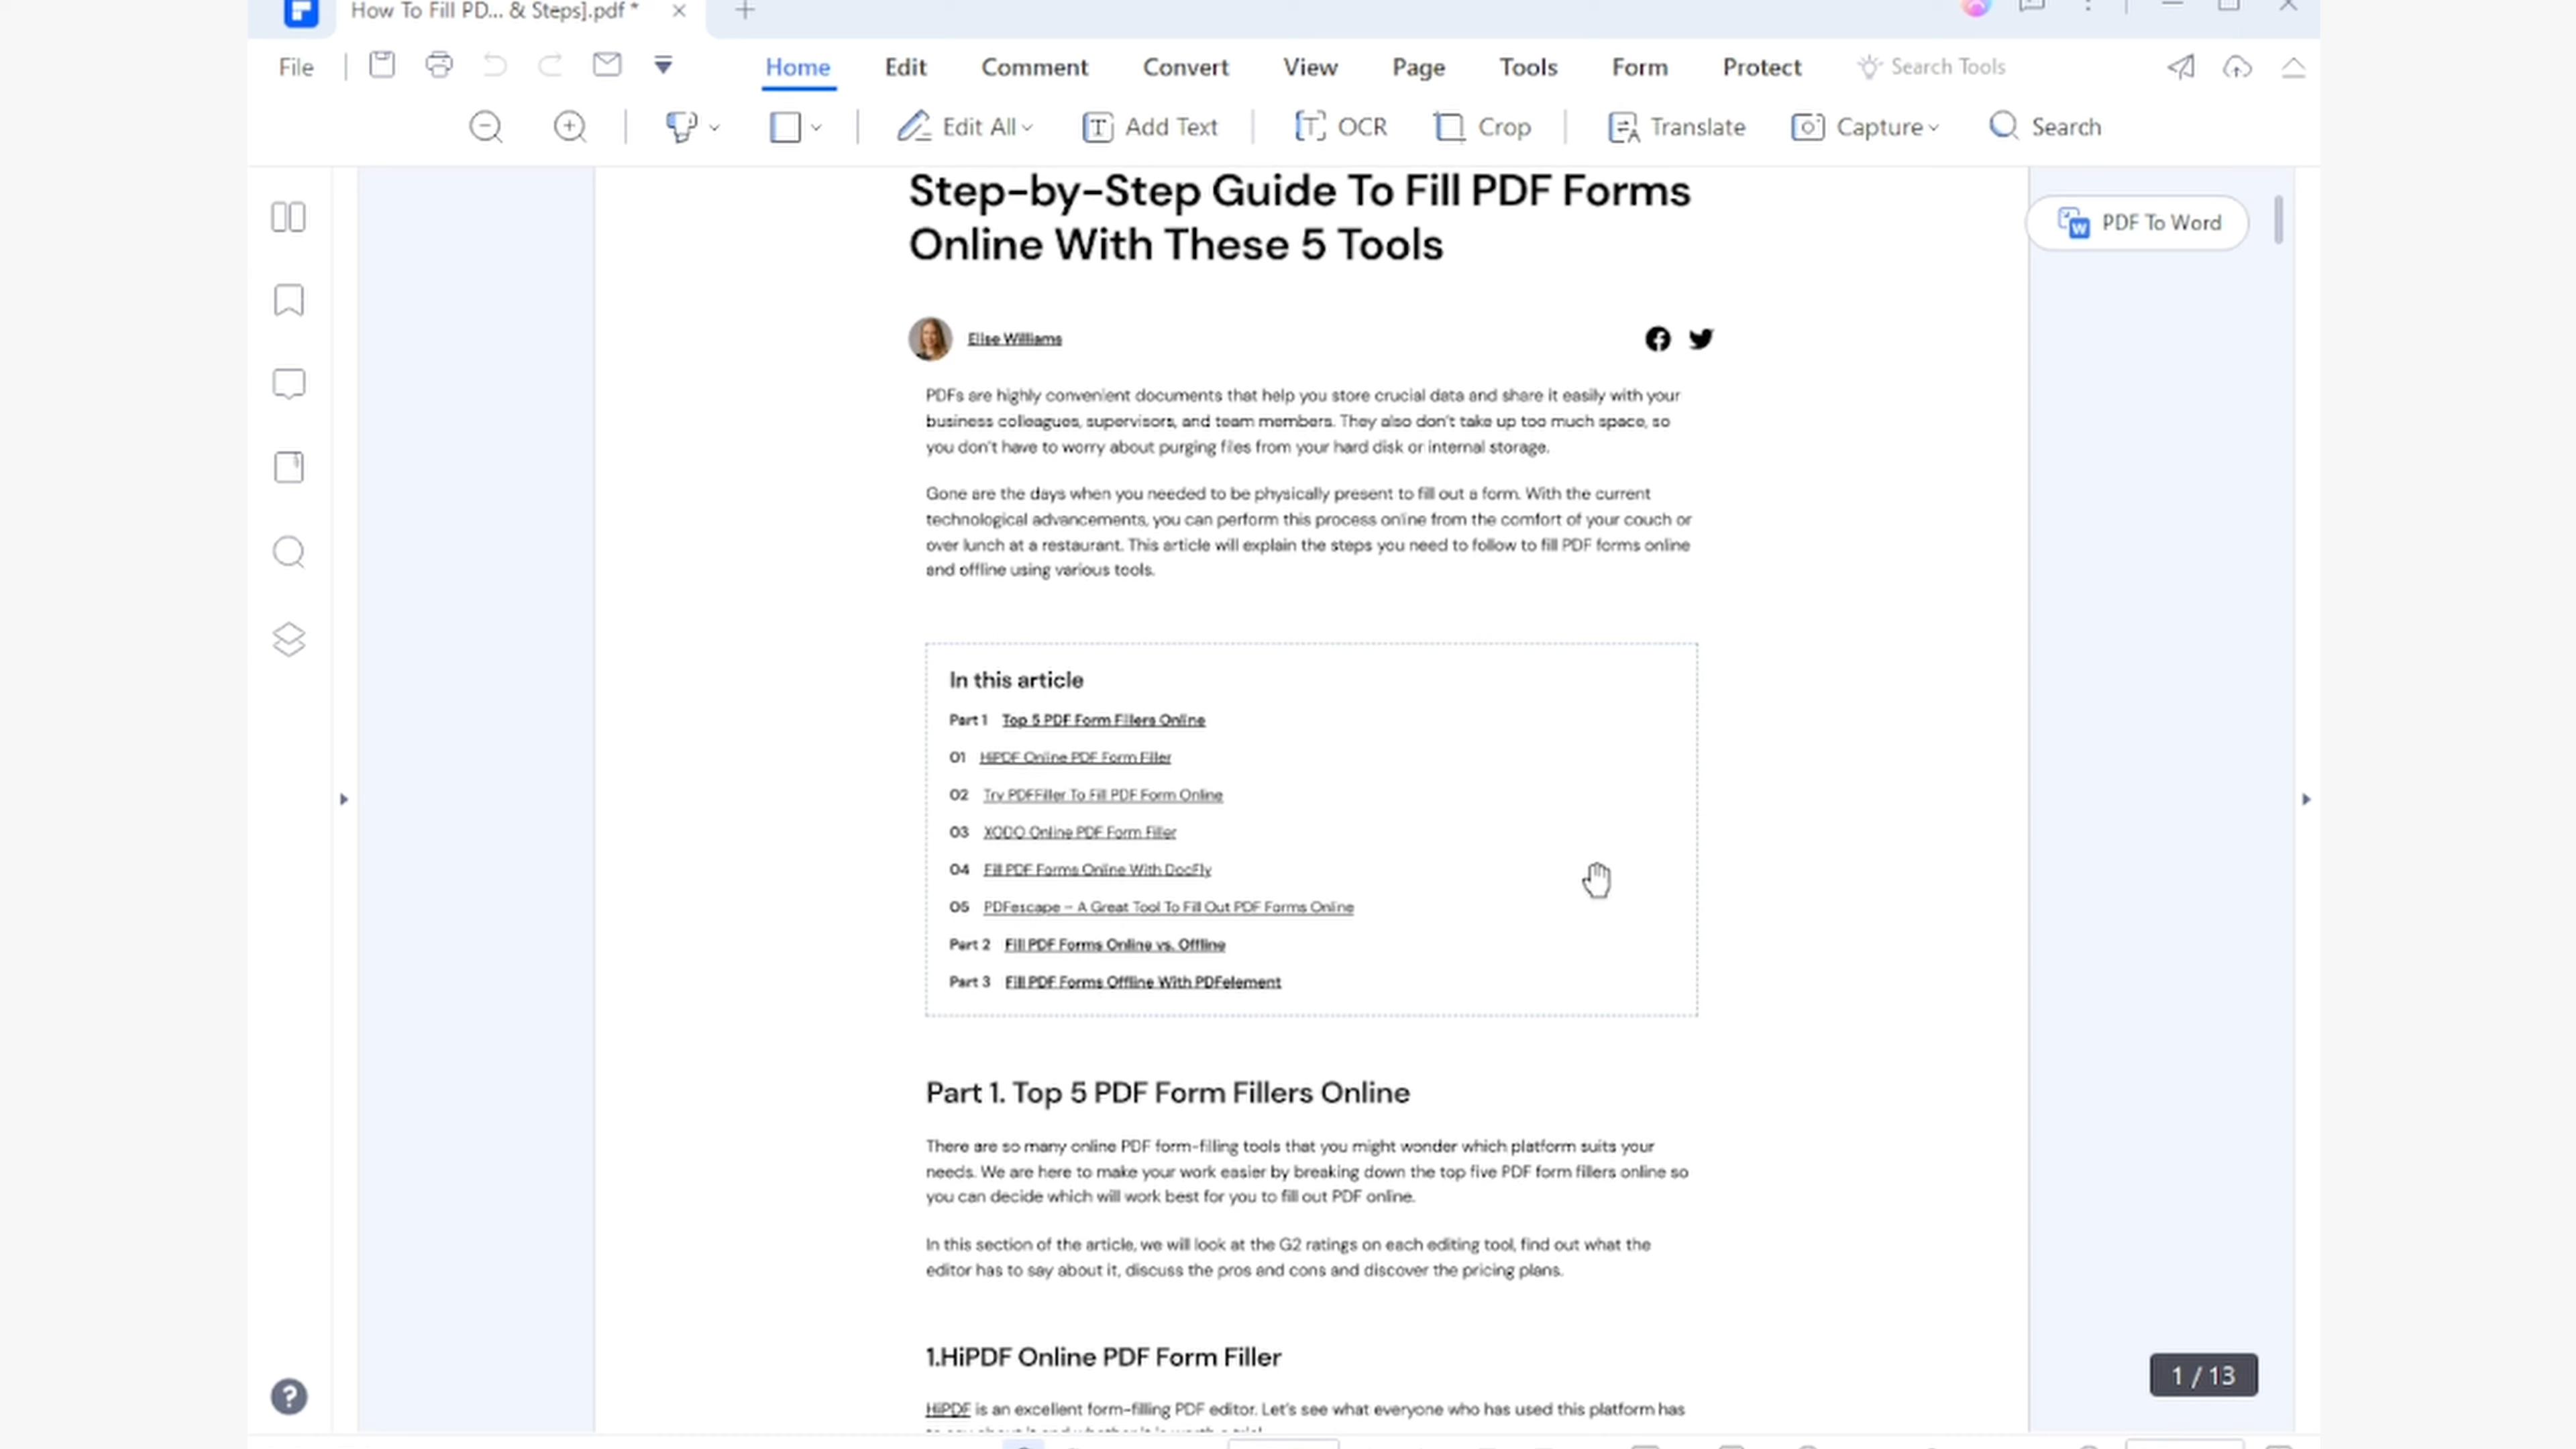 How To Fill PD... & Steps].pdf *
File Home Edit Comment Convert View Page Tools Form Protect Search Tools
Edit All Add Text OCR Crop Translate Capture Search
Step-by-Step Guide To Fill PDF Forms
Online With These 5 Tools
PDF To Word
Elise Williams
PDFs are highly convenient documents that help you store crucial data and share it easily with your
business colleagues, supervisors, and team members. They also don't take up too much space, so
you don't have to worry about purging files from your hard disk or internal storage.
Gone are the days when you needed to be physically present to fill out a form. With the current
technological advancements, you can perform this process online from the comfort of your couch or
over lunch at a restaurant. This article will explain the steps you need to follow to fill PDF forms online
and offline using various tools.
In this article
Part 1 Top 5 PDF Form Fillers Online
01 HiPDF Online PDF Form Filler
02 Try PDFFiller To Fill PDF Form Online
03 XODO Online PDF Form Filler
04 Fill PDF Forms Online With DocFly
05 PDFescape – A Great Tool To Fill Out PDF Forms Online
Part 2 Fill PDF Forms Online vs. Offline
Part 3 Fill PDF Forms Offline With PDFelement
Part 1. Top 5 PDF Form Fillers Online
There are so many online PDF form-filling tools that you might wonder which platform suits your
needs. We are here to make your work easier by breaking down the top five PDF form fillers online so
you can decide which will work best for you to fill out PDF online.
In this section of the article, we will look at the G2 ratings on each editing tool, find out what the
editor has to say about it, discuss the pros and cons and discover the pricing plans.
1.HiPDF Online PDF Form Filler
1 / 13
HiPDF is an excellent form-filling PDF editor. Let's see what everyone who has used this platform has